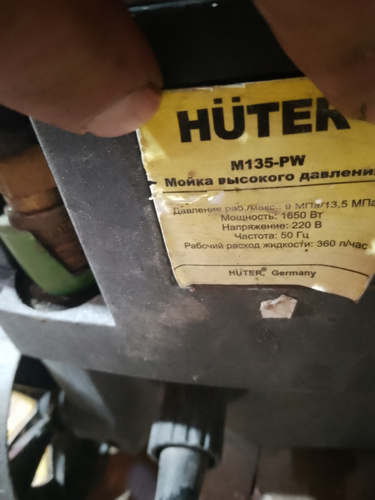 HÜTER
M135-PW
Мойка высокого давления
Давление раб./макс.: 9 МПа/13,5 МПа
Мощность: 1650 Вт
Напряжение: 220 В
Частота: 50 Гц
Рабочий расход жидкости: 360 л/час
HÜTER® Germany